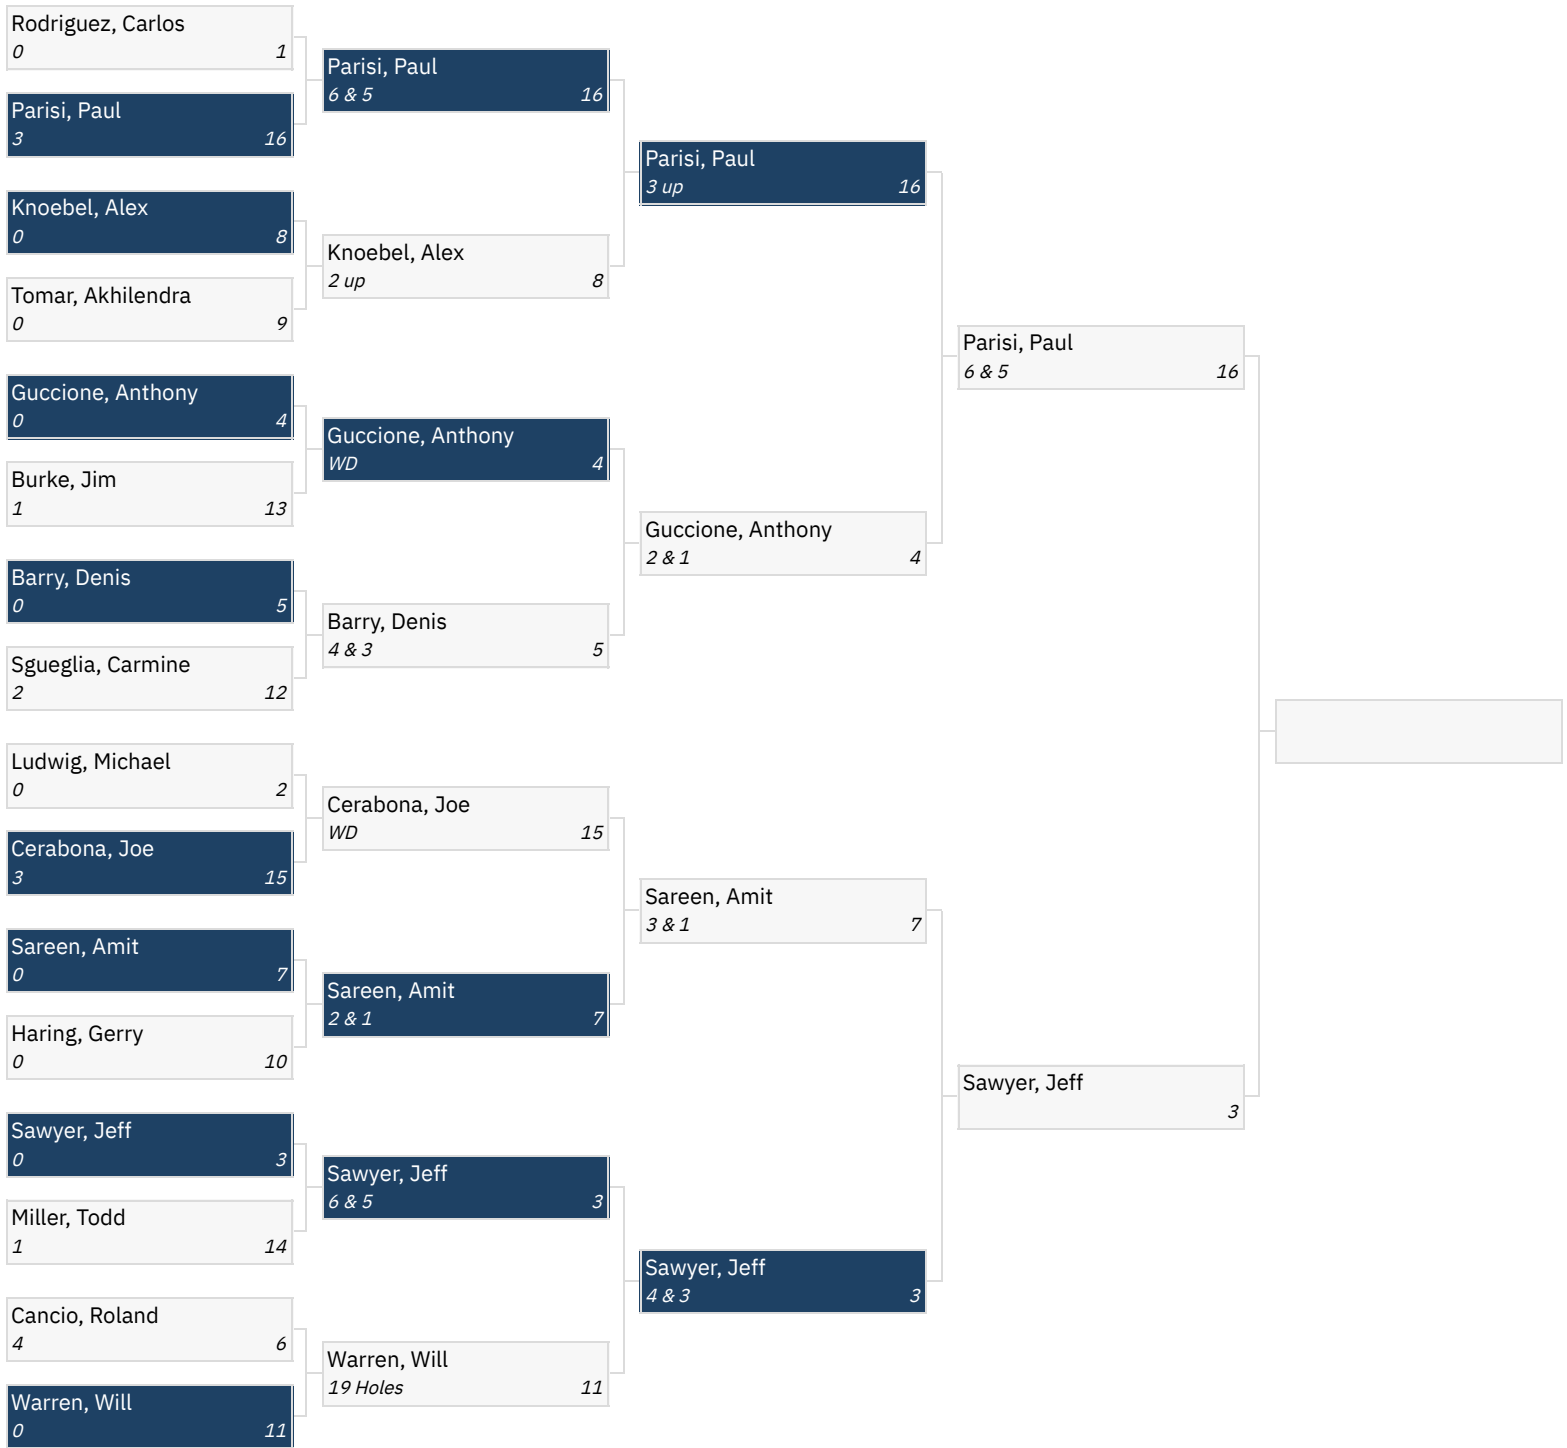 Rodriguez, Carlos
0 1
Parisi, Paul
3 16
Knoebel, Alex
0 8
Tomar, Akhilendra
0 9
Guccione, Anthony
0 4
Burke, Jim
1 13
Barry, Denis
0 5
Sgueglia, Carmine
2 12
Ludwig, Michael
0 2
Cerabona, Joe
3 15
Sareen, Amit
0 7
Haring, Gerry
0 10
Sawyer, Jeff
0 3
Miller, Todd
1 14
Cancio, Roland
4 6
Warren, Will
0 11
Parisi, Paul
6 & 5 16
Knoebel, Alex
2 up 8
Guccione, Anthony
WD 4
Barry, Denis
4 & 3 5
Cerabona, Joe
WD 15
Sareen, Amit
2 & 1 7
Sawyer, Jeff
6 & 5 3
Warren, Will
19 Holes 11
Parisi, Paul
3 up 16
Guccione, Anthony
2 & 1 4
Sareen, Amit
3 & 1 7
Sawyer, Jeff
4 & 3 3
Parisi, Paul
6 & 5 16
Sawyer, Jeff
3